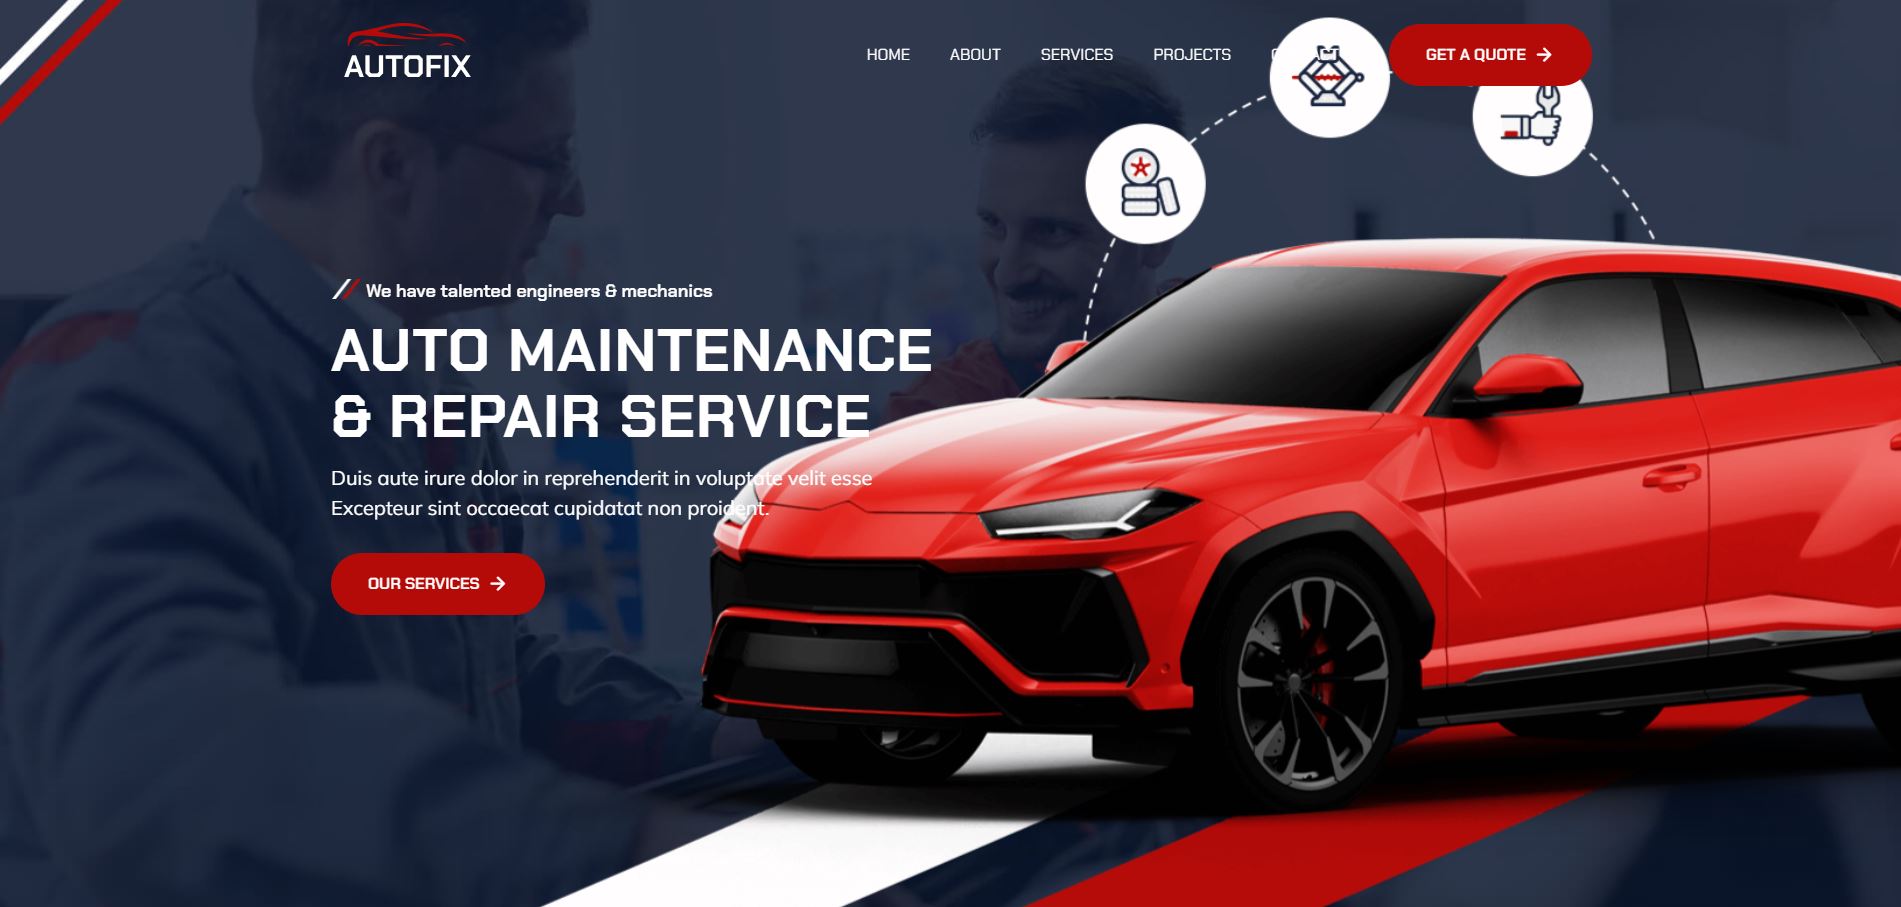 AUTOFIX
HOME ABOUT SERVICES PROJECTS
GET A QUOTE
We have talented engineers & mechanics
AUTO MAINTENANCE
& REPAIR SERVICE
Duis aute irure dolor in reprehenderit in voluptate velit esse
Excepteur sint occaecat cupidatat non proident.
OUR SERVICES